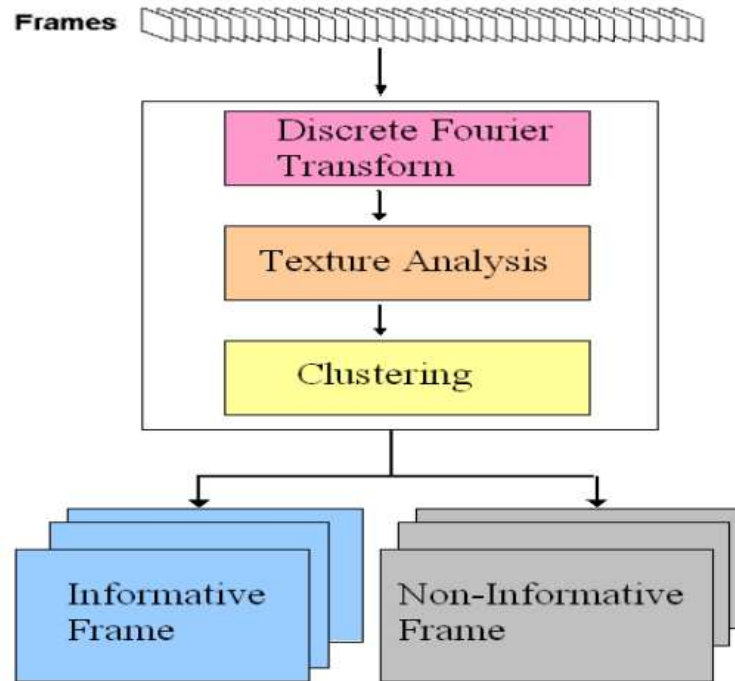 Frames
Discrete Fourier
Transform
Texture Analysis
Clustering
Informative
Frame
Non-Informative
Frame